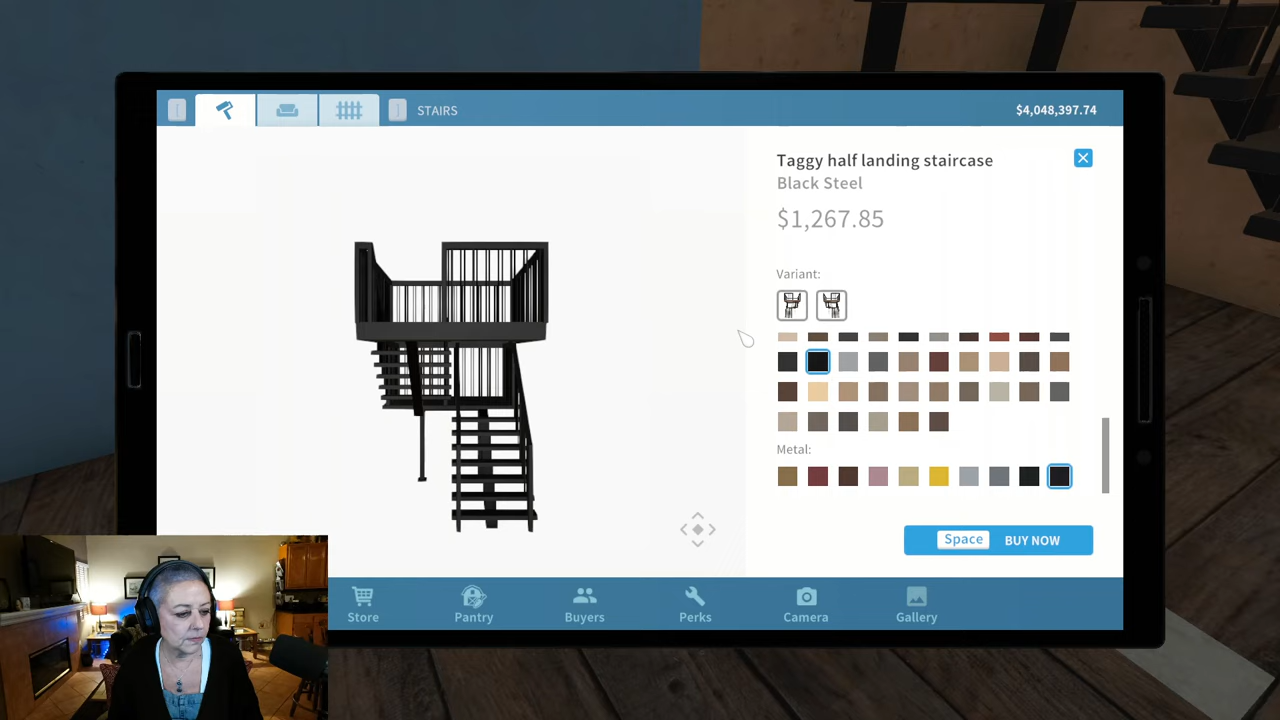 I
I
STAIRS
$4,048,397.74
Taggy half landing staircase
Black Steel
$1,267.85
Variant:
Metal:
Space
BUY NOW
Store
Pantry
Buyers
Perks
Camera
Gallery